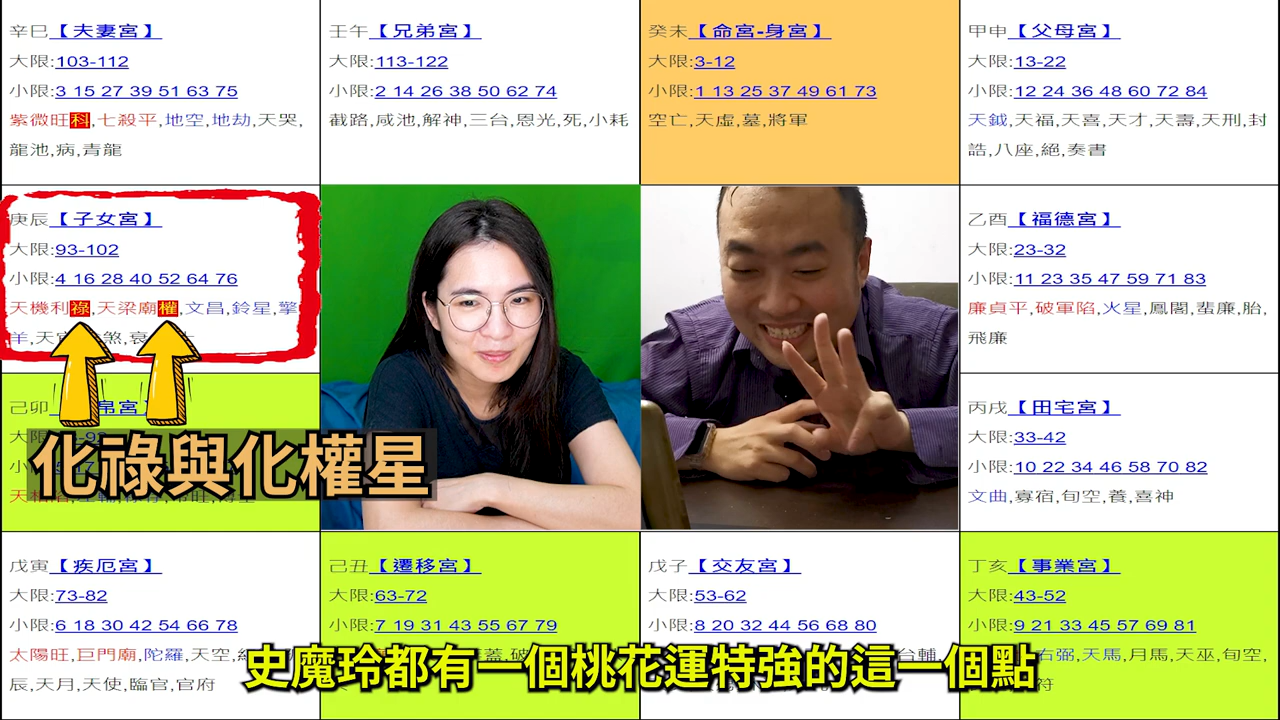 辛巳【夫妻宮】
大限:103-112
小限:3 15 27 39 51 63 75
紫微旺科,七殺平,地空,地劫,天哭,
龍池,病,青龍
壬午【兄弟宮】
大限:113-122
小限:2 14 26 38 50 62 74
截路,咸池,解神,三台,恩光,死,小耗
癸未【命宮-身宮】
大限:3-12
小限:1 13 25 37 49 61 73
空亡,天虛,墓,將軍
甲申【父母宮】
大限:13-22
小限:12 24 36 48 60 72 84
天鉞,天福,天喜,天才,天壽,天刑,封
誥,八座,絕,奏書
庚辰【子女宮】
大限:93-102
小限:4 16 28 40 52 64 76
天機利祿,天梁廟權,文昌,鈴星,擎
羊,天
乙酉【福德宮】
大限:23-32
小限:11 23 35 47 59 71 83
廉貞平,破軍陷,火星,鳳閣,蜚廉,胎,
飛廉
己卯
化祿與化權星
丙戌【田宅宮】
大限:33-42
小限:10 22 34 46 58 70 82
文曲,寡宿,旬空,養,喜神
戊寅【疾厄宮】
大限:73-82
小限:6 18 30 42 54 66 78
太陽旺,巨門廟,陀羅,天空,
辰,天月,天使,臨官,官府
己丑【遷移宮】
大限:63-72
小限:7 19 31 43 55 67 79
戊子【交友宮】
大限:53-62
小限:8 20 32 44 56 68 80
丁亥【事業宮】
大限:43-52
小限:9 21 33 45 57 69 81
右弼,天馬,月馬,天巫,旬空,
符
史魔玲都有一個桃花運特強的這一個點